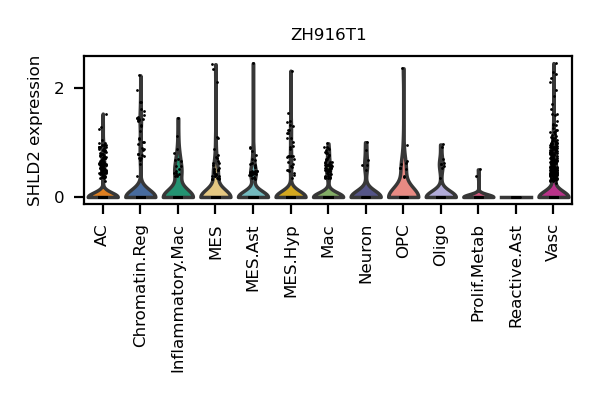 ZH916T1
SHLD2 expression
2
0
AC
Chromatin.Reg
Inflammatory.Mac
MES
MES.Ast
MES.Hyp
Mac
Neuron
OPC
Oligo
Prolif.Metab
Reactive.Ast
Vasc